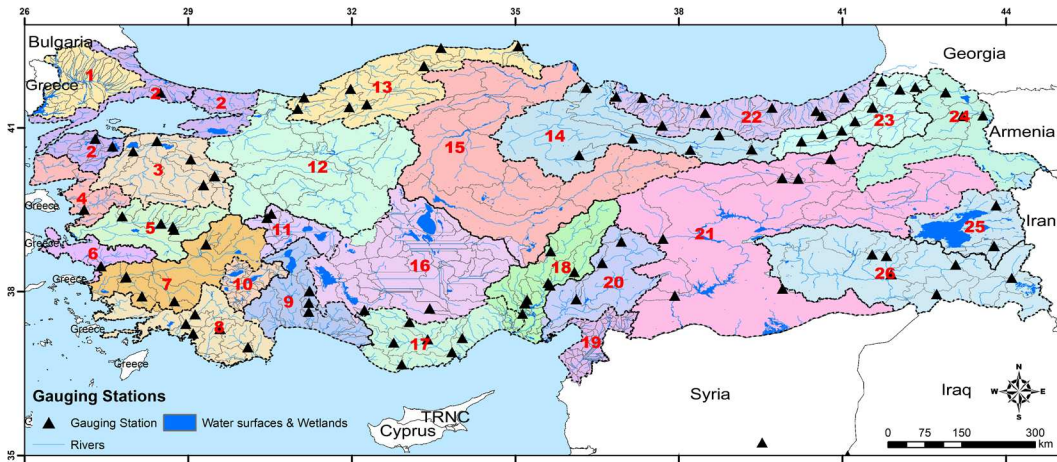 26 29 32 35 38 41 44
Bulgaria
Georgia
1
Greece
2
2
13
41
41
22
23
24
Armenia
2
14
3
12
15
4
Greece
5
11
Iran
25
Greece
6
16
21
18
26
7
10
20
Greece
38
38
9
Greece
8
17
19
Greece
Gauging Stations
Syria
Iraq
N
W E
S
Gauging Station
Water surfaces & Wetlands
TRNC
Cyprus
Rivers
0 75 150 300
km
35
35